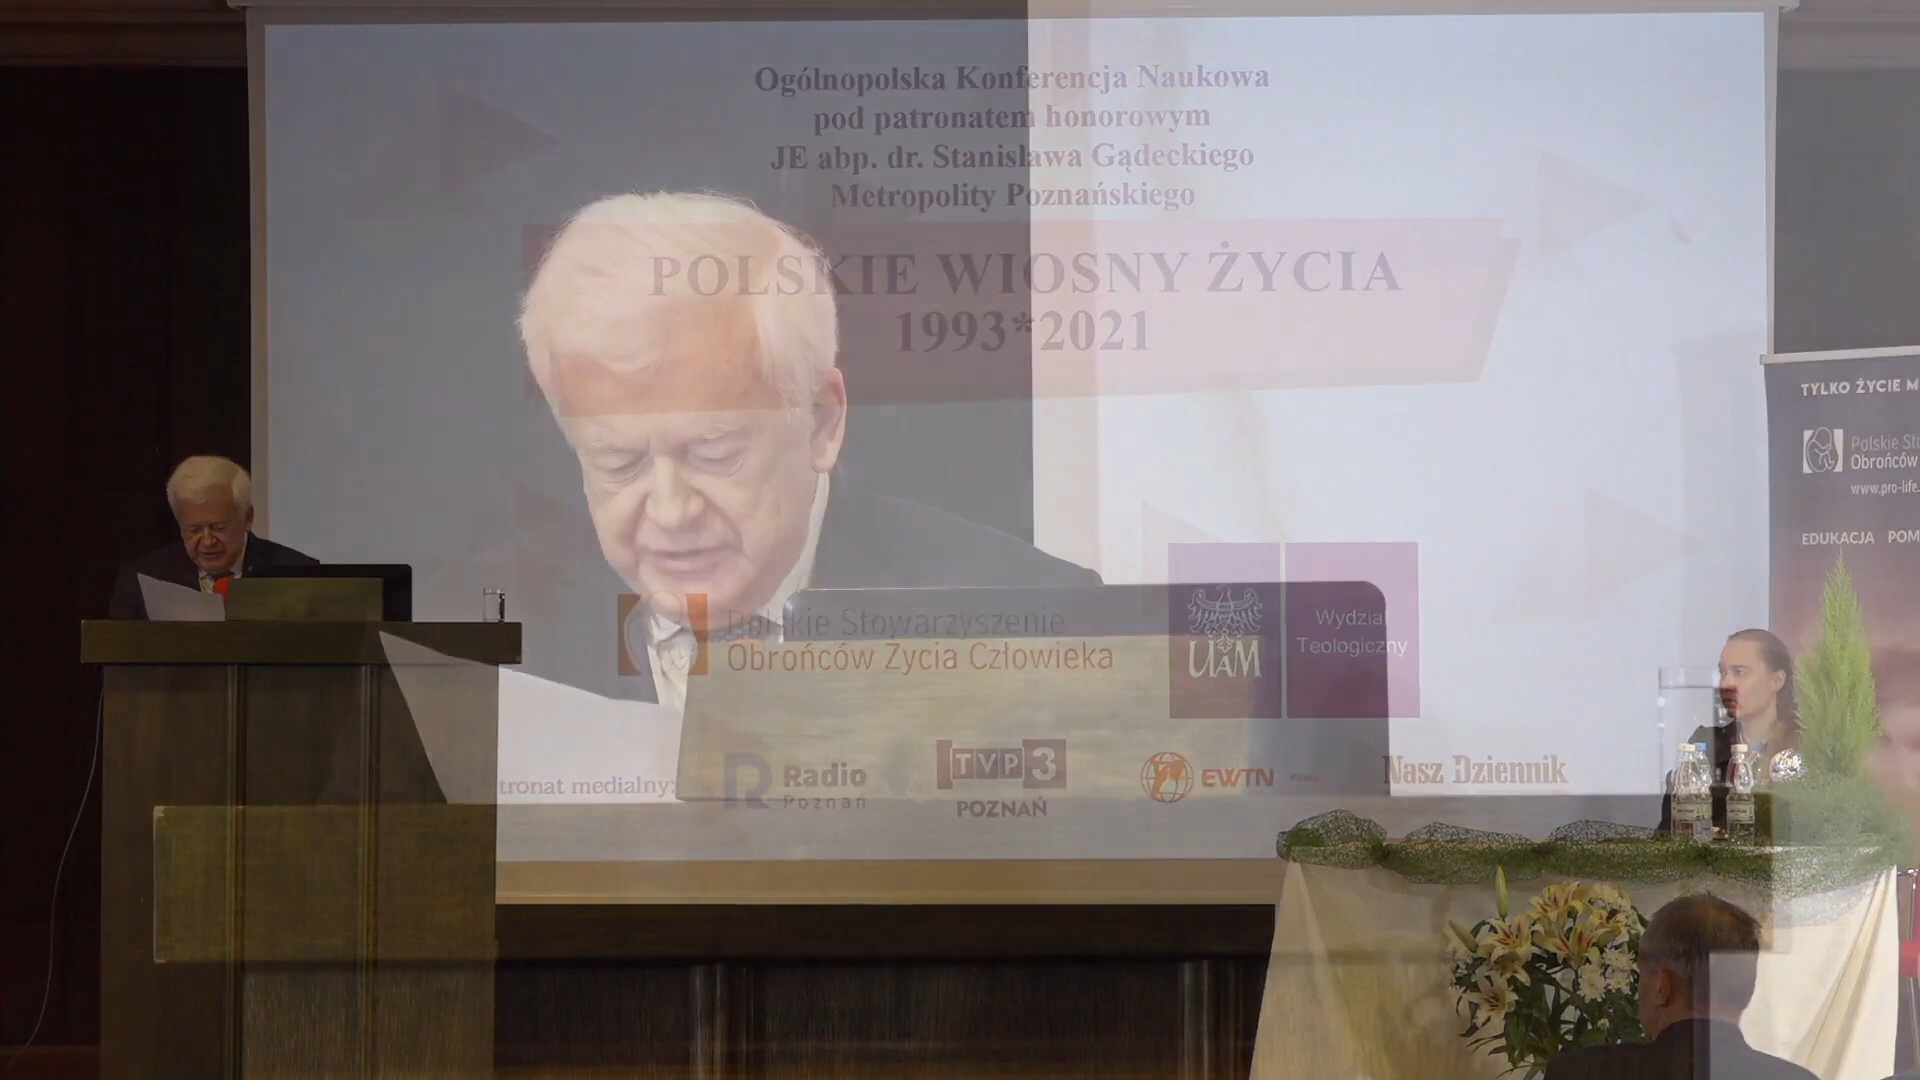 Ogólnopolska Konferencja Naukowa
pod patronatem honorowym
JE abp. dr. Stanisława Gądeckiego
Metropolity Poznańskiego
POLSKIE WIOSNY ŻYCIA
1993*2021
TYLKO ŻYCIE M
Polskie Sto
Obrońców
www.pro-life.
EDUKACJA POM
Polskie Stowarzyszenie
Obrońców Życia Człowieka
UAM
Wydział
Teologiczny
tronat medialny:
Radio
Poznań
TVP3
POZNAŃ
EWTN
Polska
Nasz Dziennik